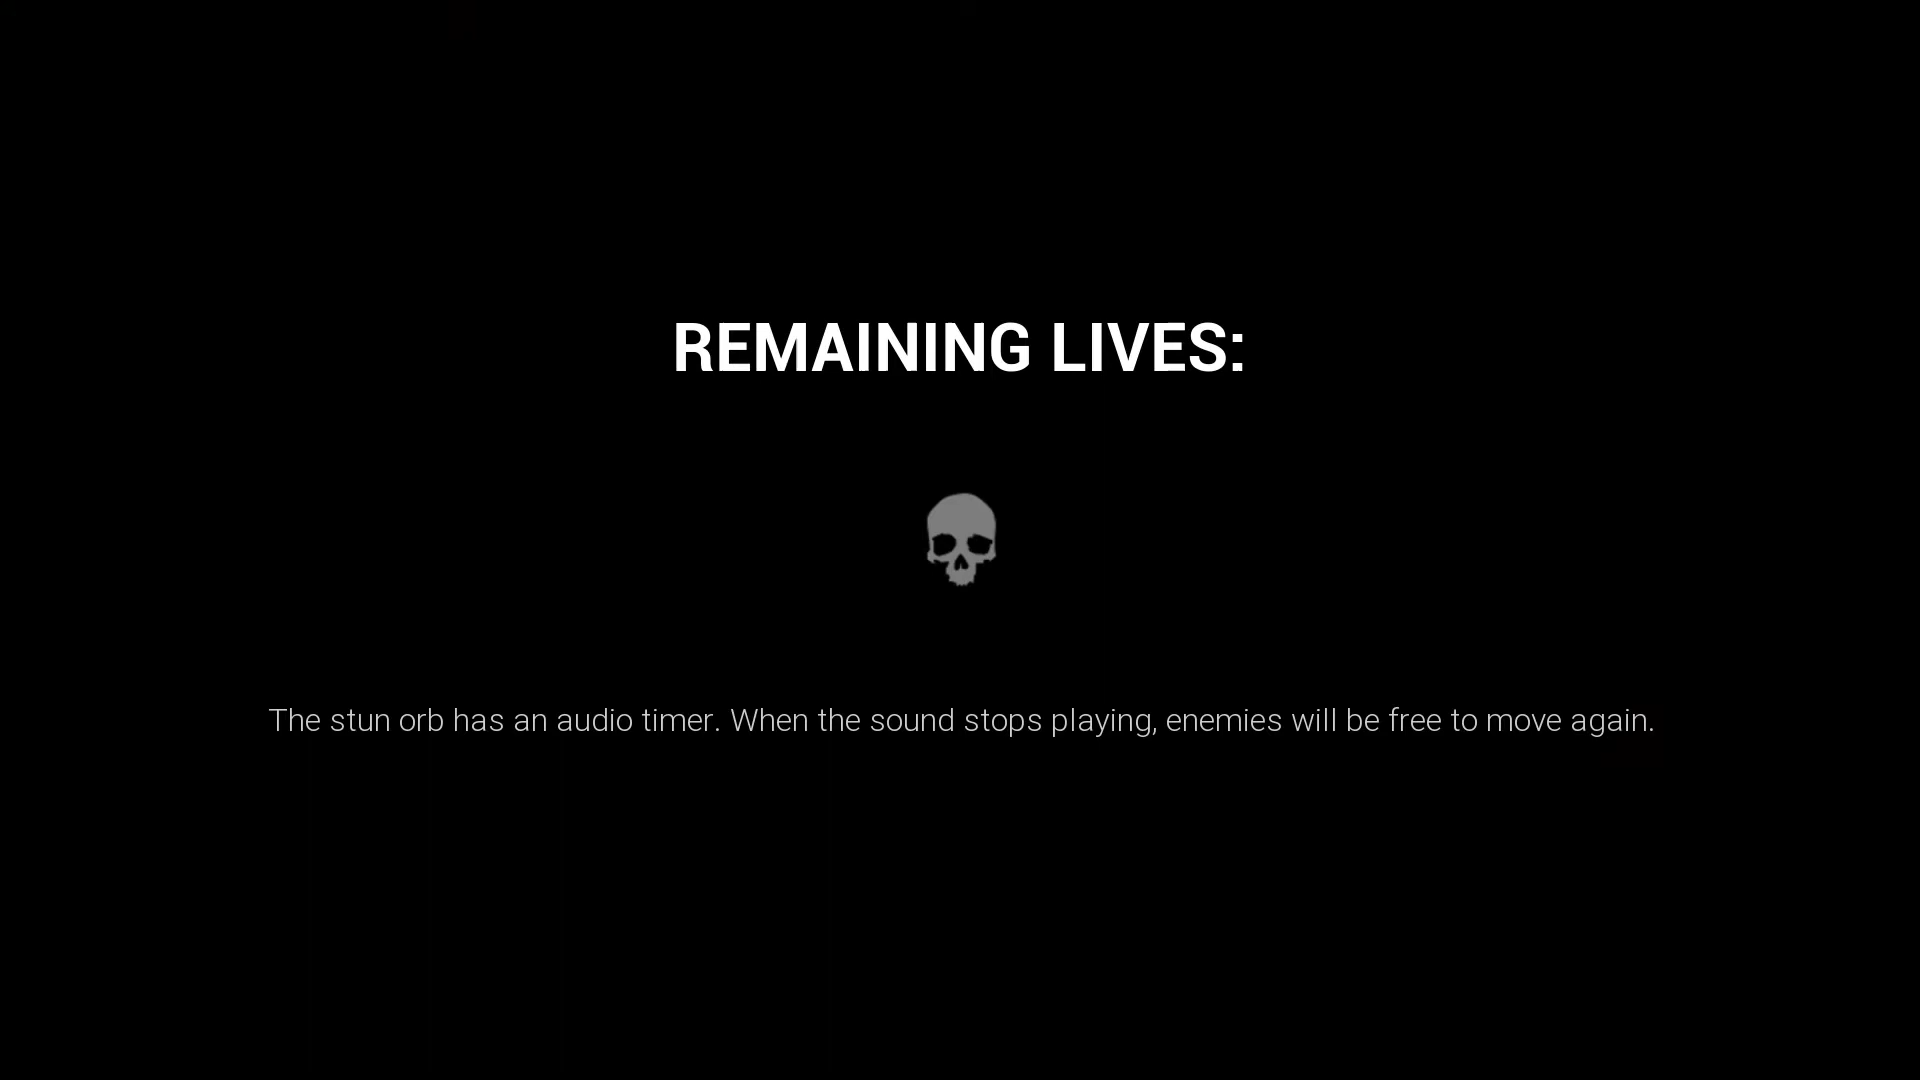 REMAINING LIVES:
The stun orb has an audio timer. When the sound stops playing, enemies will be free to move again.